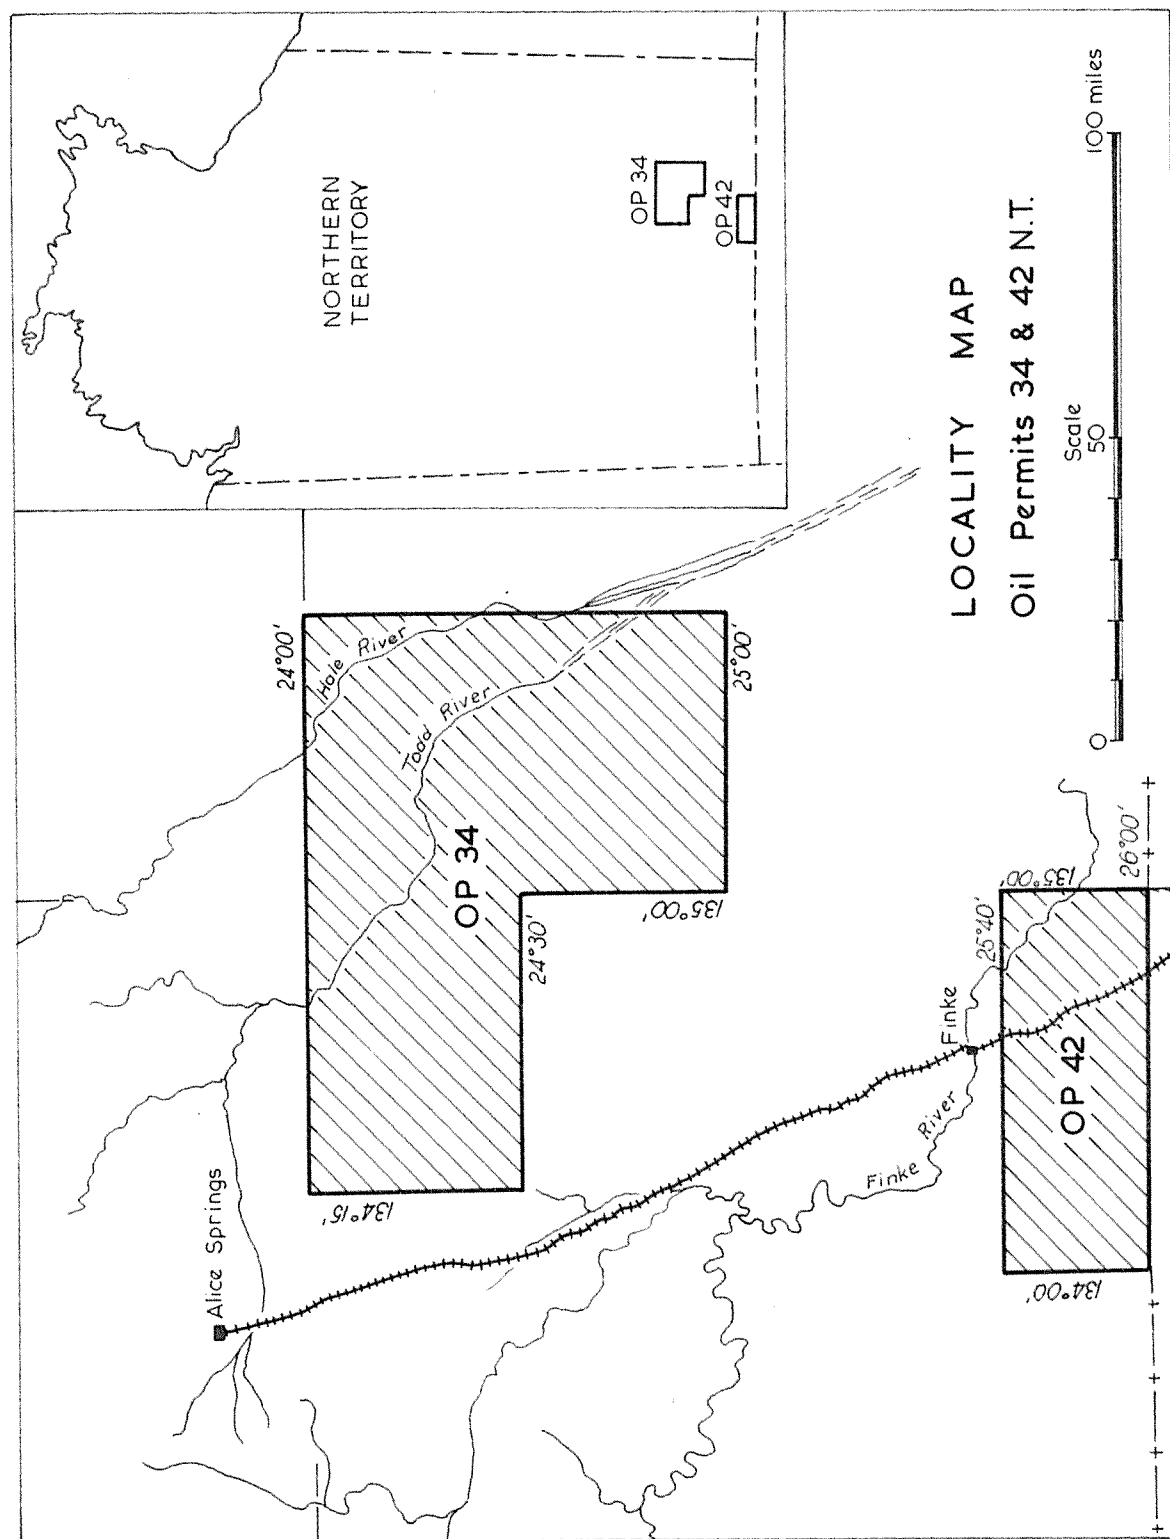 Alice Springs
134°15'
24°00'
Hale River
Todd River
OP 34
24°30'
135°00'
25°00'
Finke
Finke River
25°40'
135°00'
OP 42
134°00'
26°00'
NORTHERN
TERRITORY
OP 34
OP 42
LOCALITY MAP
Oil Permits 34 & 42 N.T.
Scale
0 50 100 miles